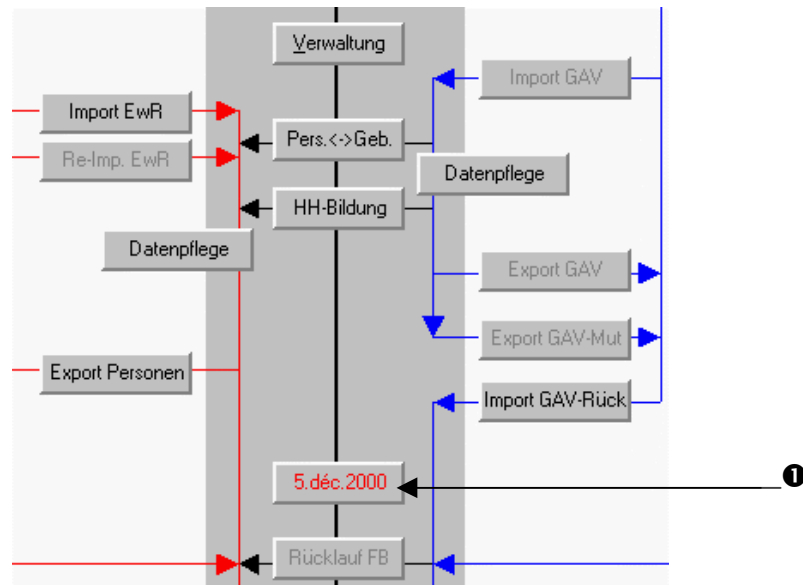 Verwaltung
Import GAV
Import EwR
Pers.<->Geb.
Re-Imp. EwR
Datenpflege
HH-Bildung
Datenpflege
Export GAV
Export GAV-Mut
Export Personen
Import GAV-Rück
5.déc.2000
❶
Rücklauf FB